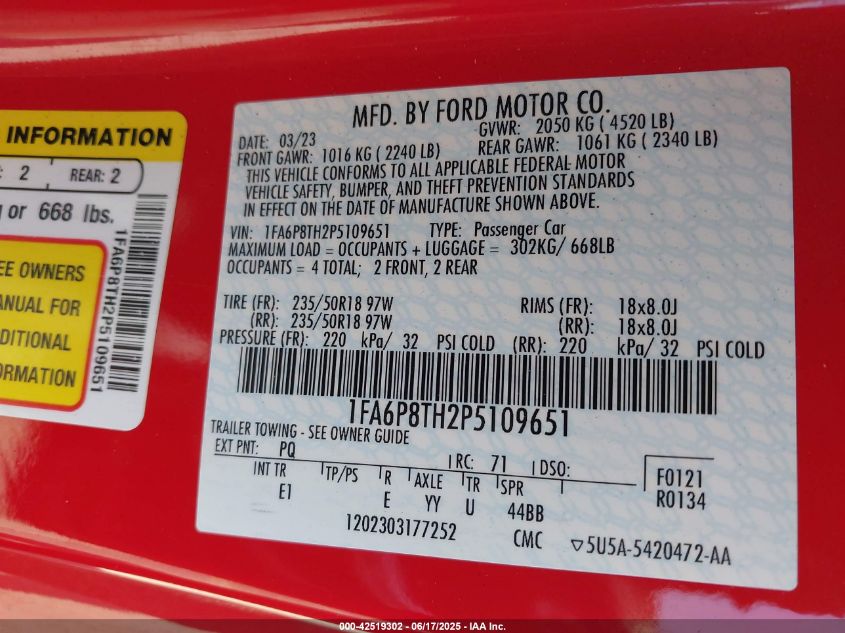 INFORMATION
2
REAR: 2
or 668 lbs.
EE OWNERS
ANUAL FOR
DITIONAL
ORMATION
1FA6P8TH2P5109651
MFD. BY FORD MOTOR CO.
DATE: 03/23
GVWR: 2050 KG ( 4520 LB)
FRONT GAWR: 1016 KG ( 2240 LB)
REAR GAWR: 1061 KG ( 2340 LB)
THIS VEHICLE CONFORMS TO ALL APPLICABLE FEDERAL MOTOR
VEHICLE SAFETY, BUMPER, AND THEFT PREVENTION STANDARDS
IN EFFECT ON THE DATE OF MANUFACTURE SHOWN ABOVE.
VIN: 1FA6P8TH2P5109651 TYPE: Passenger Car
MAXIMUM LOAD = OCCUPANTS + LUGGAGE = 302KG/ 668LB
OCCUPANTS = 4 TOTAL; 2 FRONT, 2 REAR
TIRE (FR): 235/50R18 97W RIMS (FR): 18x8.0J
(RR): 235/50R18 97W (RR): 18x8.0J
PRESSURE (FR): 220 kPa/ 32 PSI COLD (RR): 220 kPa/ 32 PSI COLD
1FA6P8TH2P5109651
TRAILER TOWING - SEE OWNER GUIDE
EXT PNT: PQ RC: 71 DSO:
INT TR TP/PS R AXLE TR SPR
E1 E YY U 44BB
F0121
R0134
1202303177252 CMC ▽5U5A-5420472-AA
000-42519302 - 06/17/2025 - IAA Inc.